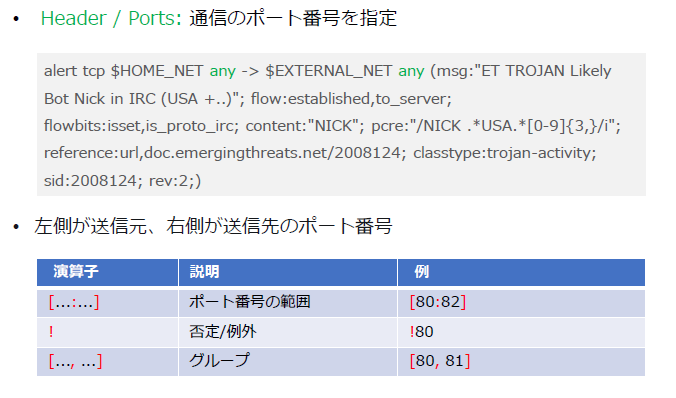 • Header / Ports: 通信のポート番号を指定
alert tcp $HOME_NET any -> $EXTERNAL_NET any (msg:"ET TROJAN Likely
Bot Nick in IRC (USA +..)"; flow:established,to_server;
flowbits:isset,is_proto_irc; content:"NICK"; pcre:"/NICK .*USA.*[0-9]{3,}/i";
reference:url,doc.emergingthreats.net/2008124; classtype:trojan-activity;
sid:2008124; rev:2;)
• 左側が送信元、右側が送信先のポート番号
演算子 説明 例
[...:...] ポート番号の範囲 [80:82]
! 否定/例外 !80
[..., ...] グループ [80, 81]